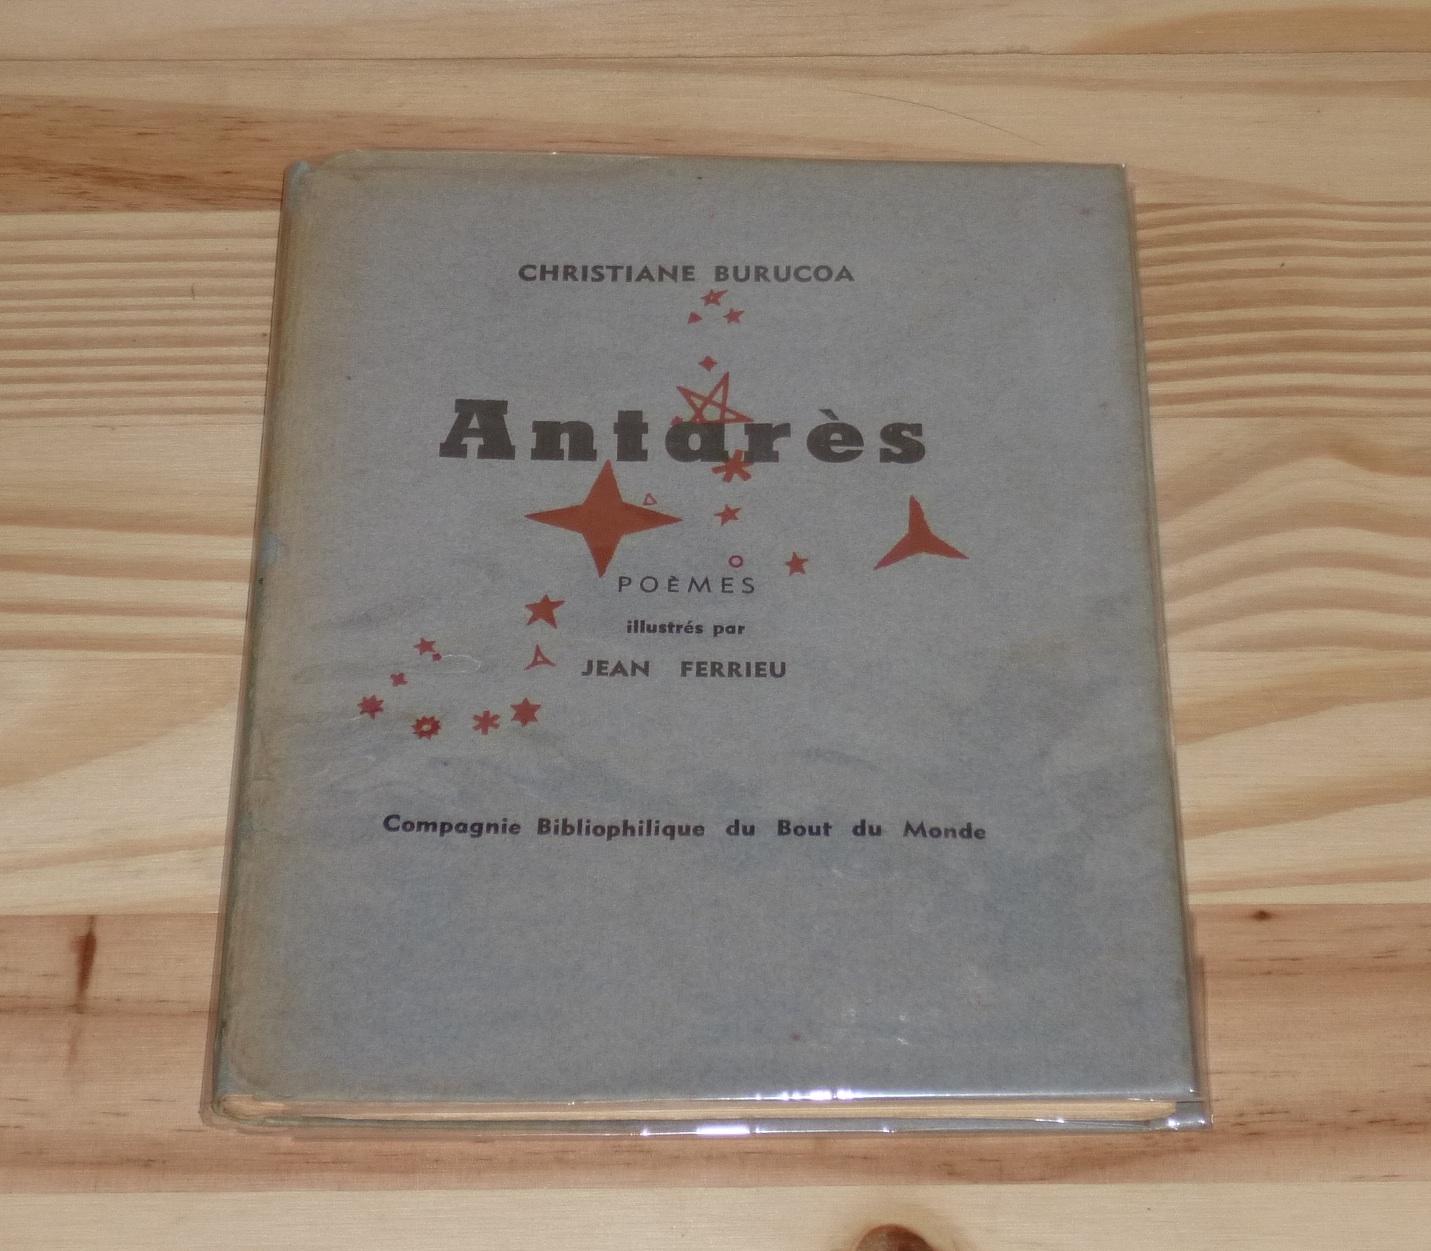 CHRISTIANE BURUCOA
Antarès
POÈMES
illustrés par
JEAN FERRIEU
Compagnie Bibliophilique du Bout du Monde